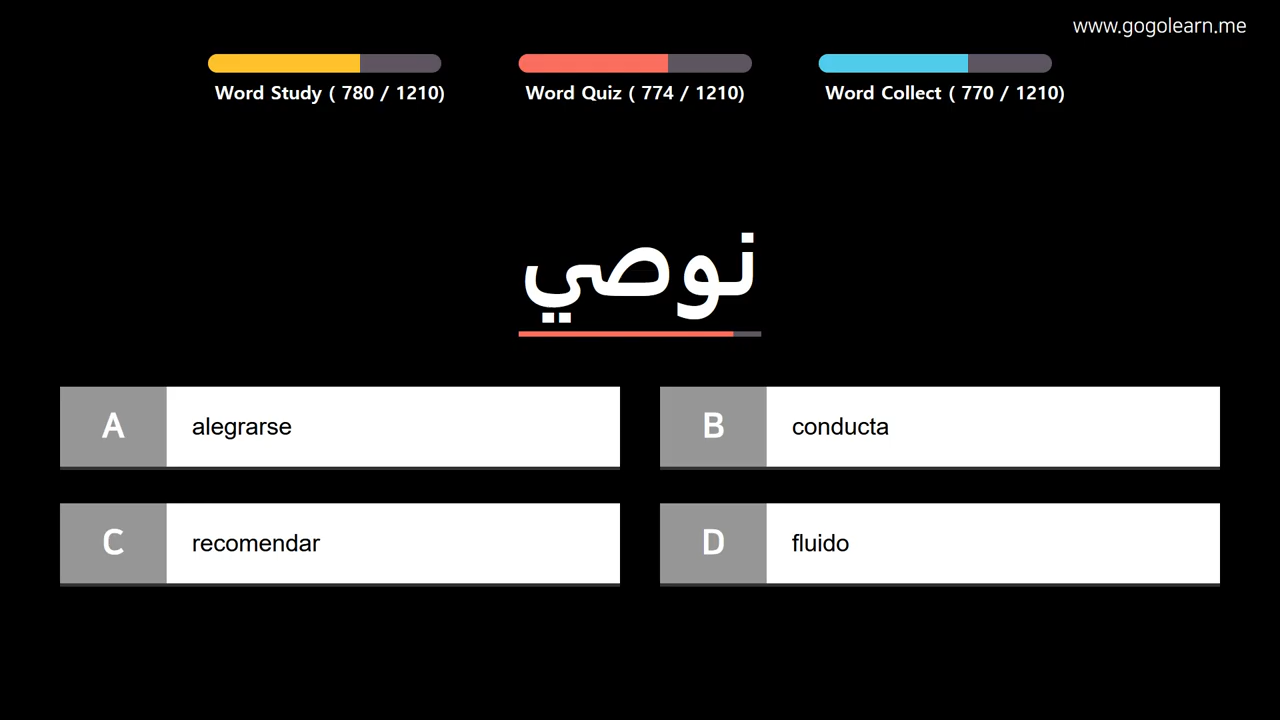 www.gogolearn.me
Word Study ( 780 / 1210)
Word Quiz ( 774 / 1210)
Word Collect ( 770 / 1210)
نوصي
A
alegrarse
B
conducta
C
recomendar
D
fluido